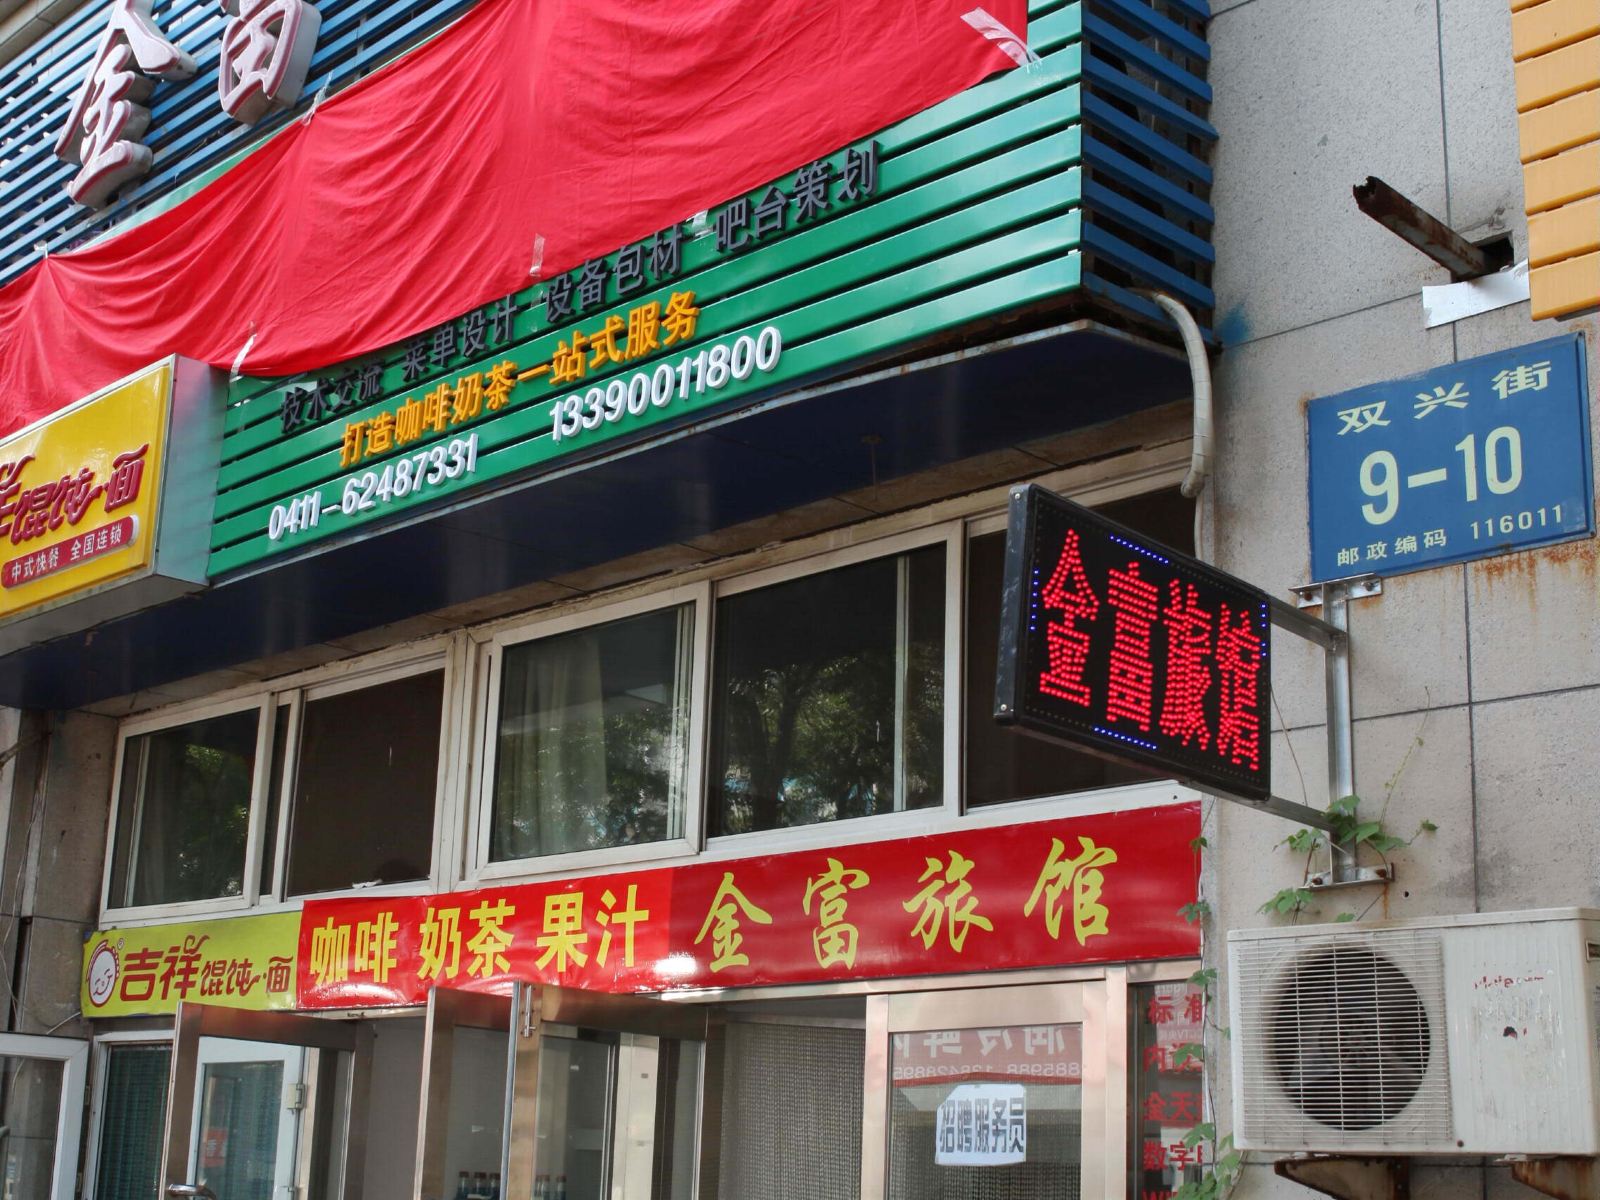 金富
技术交流 菜单设计 设备包材 吧台策划
打造咖啡奶茶一站式服务
0411-62487331 13390011800
馄饨·面
中式快餐 全国连锁
双兴街
9-10
邮政编码 116011
金富旅馆
吉祥馄饨·面
咖啡 奶茶 果汁 金富旅馆
招聘服务员
标准
金天
数字